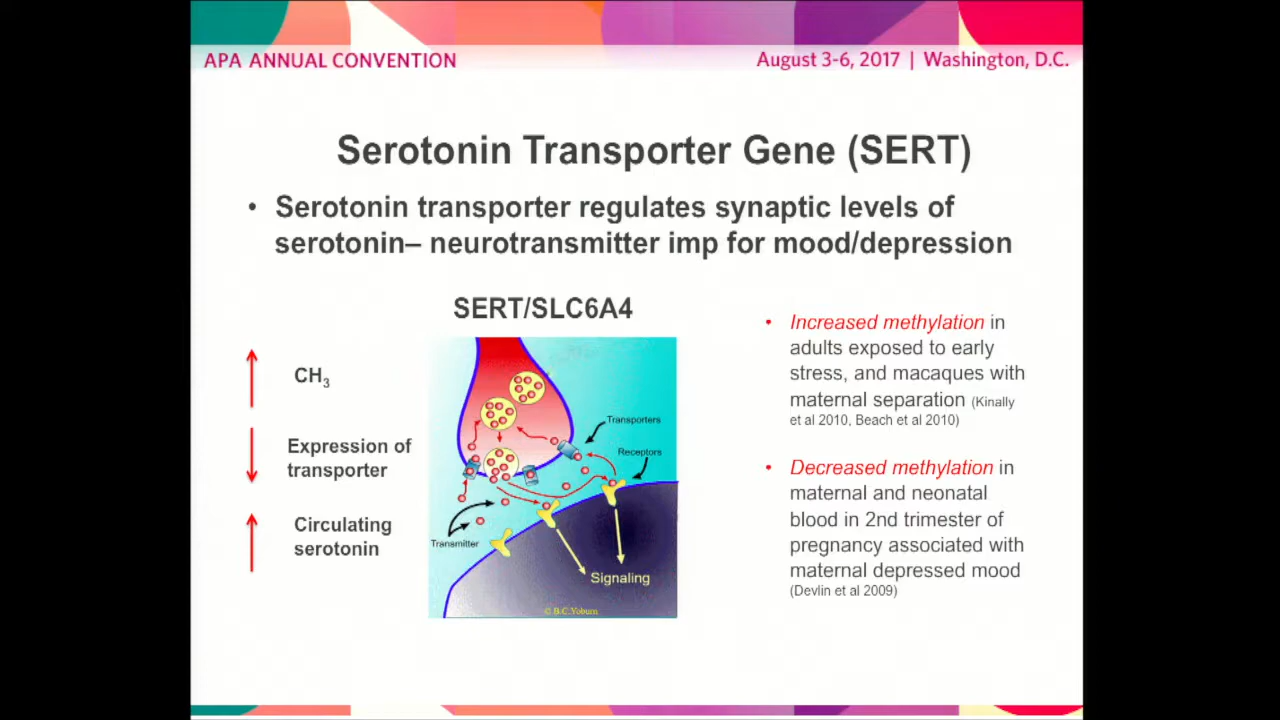 APA ANNUAL CONVENTION
August 3-6, 2017 | Washington, D.C.
Serotonin Transporter Gene (SERT)
• Serotonin transporter regulates synaptic levels of
serotonin– neurotransmitter imp for mood/depression
SERT/SLC6A4
CH3
Expression of
transporter
Circulating
serotonin
Transporters
Receptors
Transmitter
Signaling
© B.C.Yoburn
• Increased methylation in
adults exposed to early
stress, and macaques with
maternal separation (Kinally
et al 2010, Beach et al 2010)
• Decreased methylation in
maternal and neonatal
blood in 2nd trimester of
pregnancy associated with
maternal depressed mood
(Devlin et al 2009)